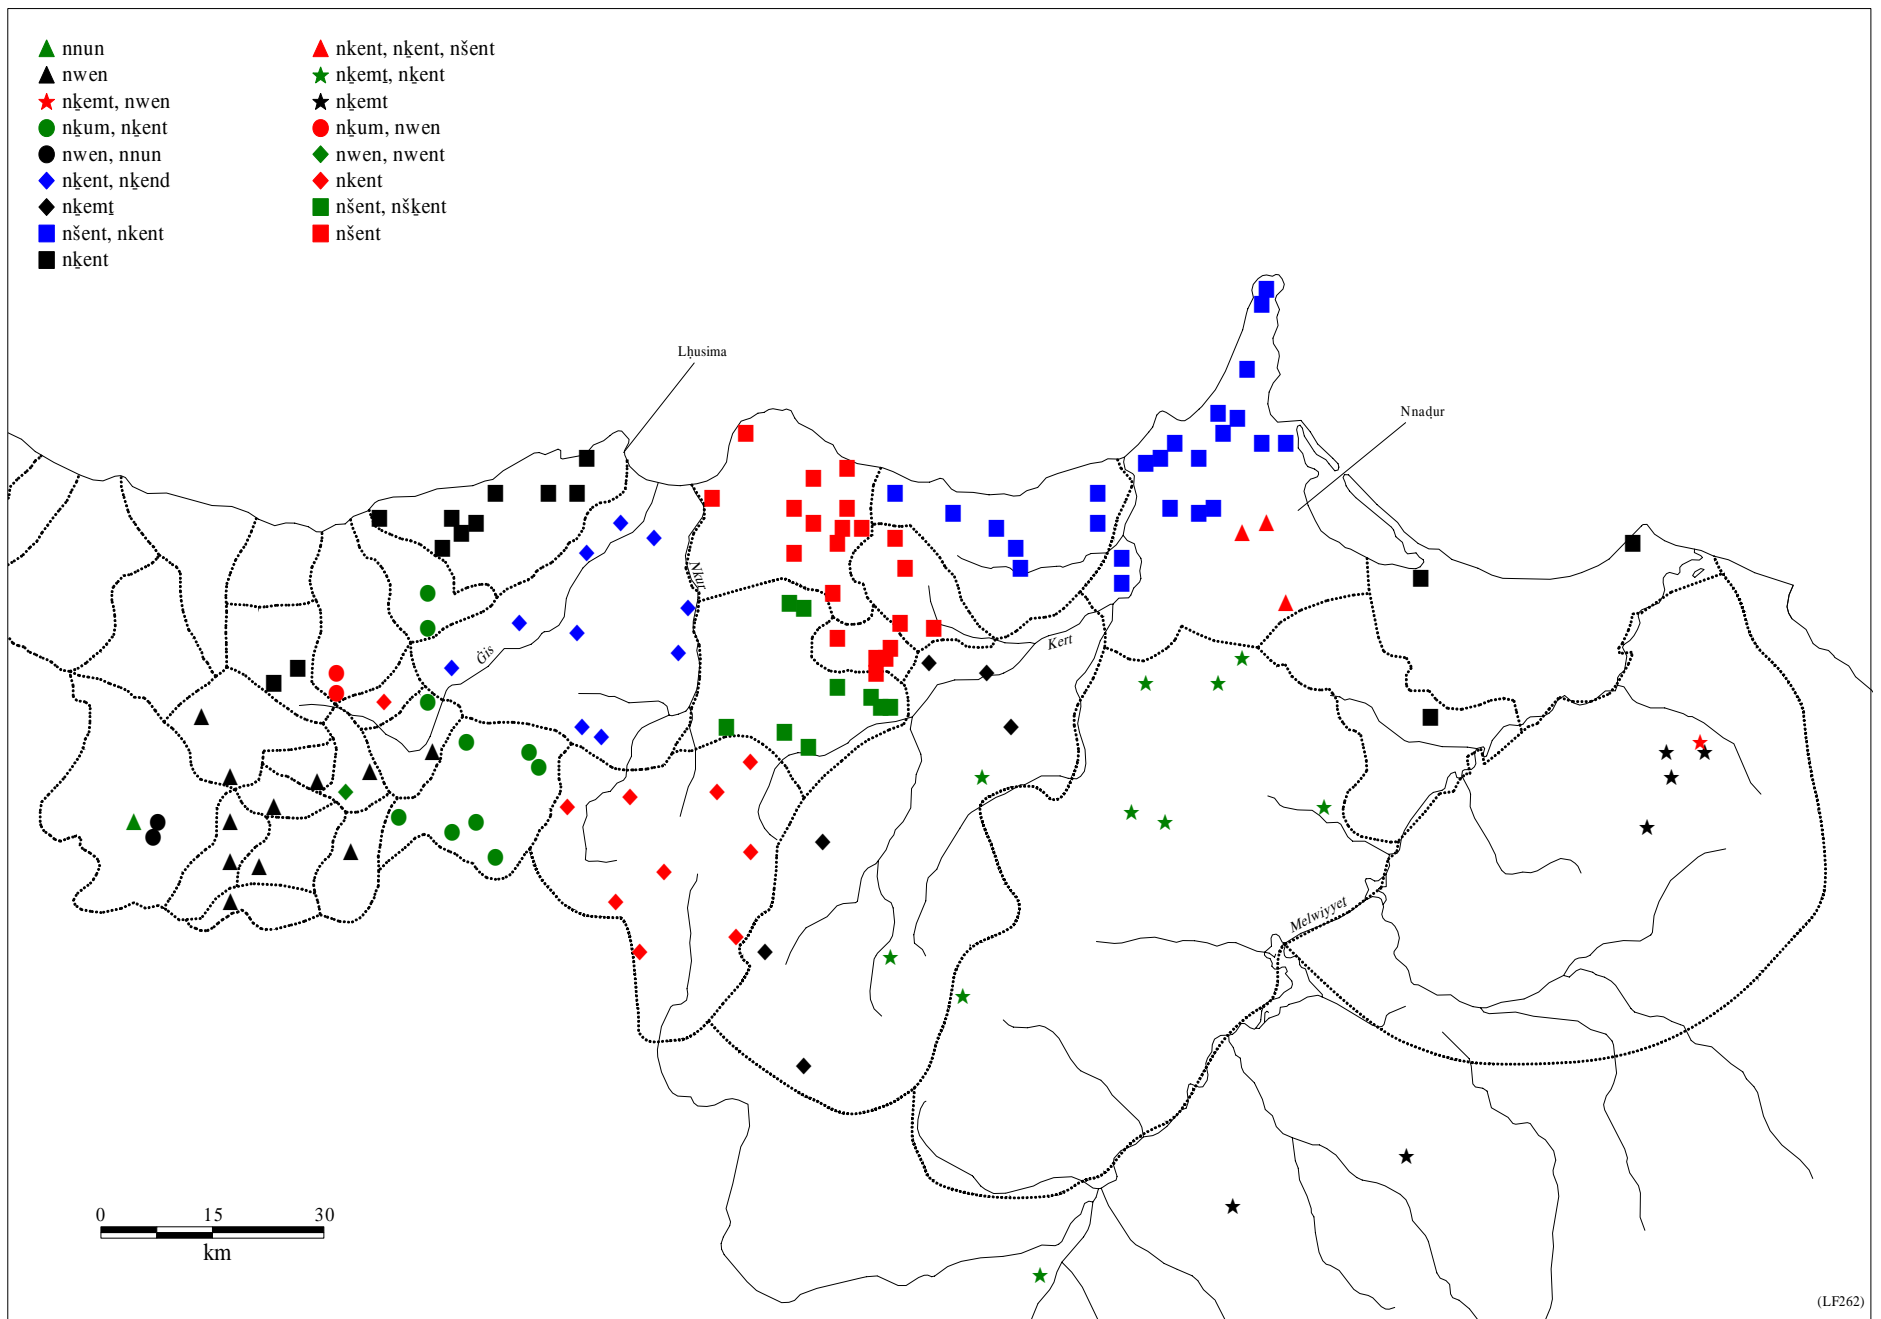 nnun
nwen
nḵemt, nwen
nḵum, nḵent
nwen, nnun
nḵent, nḵend
nḵemṯ
nšent, nkent
nḵent
nkent, nḵent, nšent
nḵemṯ, nḵent
nḵemt
nḵum, nwen
nwen, nwent
nkent
nšent, nšḵent
nšent
Lḥusima
Nnaḍur
Nkur
Kert
Ġis
Melwiyyet
0 15 30
km
(LF262)